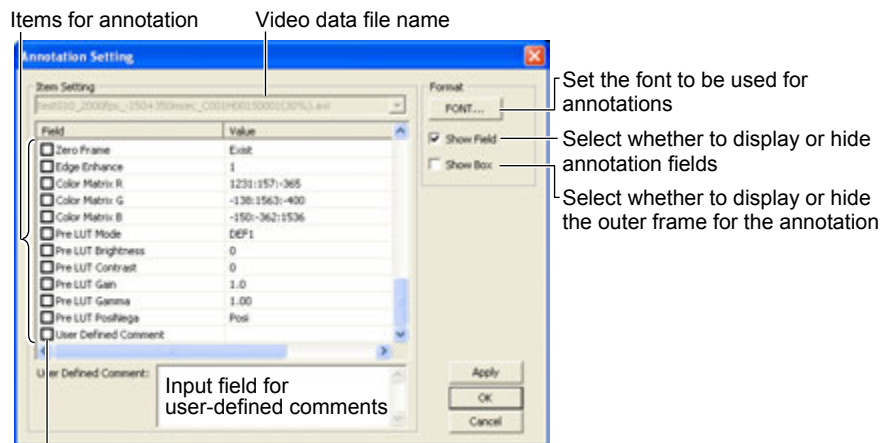 Items for annotation
Video data file name
Annotation Setting
Item Setting
test010_2000fps_-150+350msec_C001H00150001(30%).avi
Field Value
Zero Frame Exist
Edge Enhance 1
Color Matrix R 1231:157:-365
Color Matrix G -138:1563:-400
Color Matrix B -150:-362:1536
Pre LUT Mode DEF1
Pre LUT Brightness 0
Pre LUT Contrast 0
Pre LUT Gain 1.0
Pre LUT Gamma 1.00
Pre LUT PosiNega Posi
User Defined Comment
User Defined Comment:
Input field for
user-defined comments
Format
FONT...
Show Field
Show Box
Apply
OK
Cancel
Set the font to be used for
annotations
Select whether to display or hide
annotation fields
Select whether to display or hide
the outer frame for the annotation